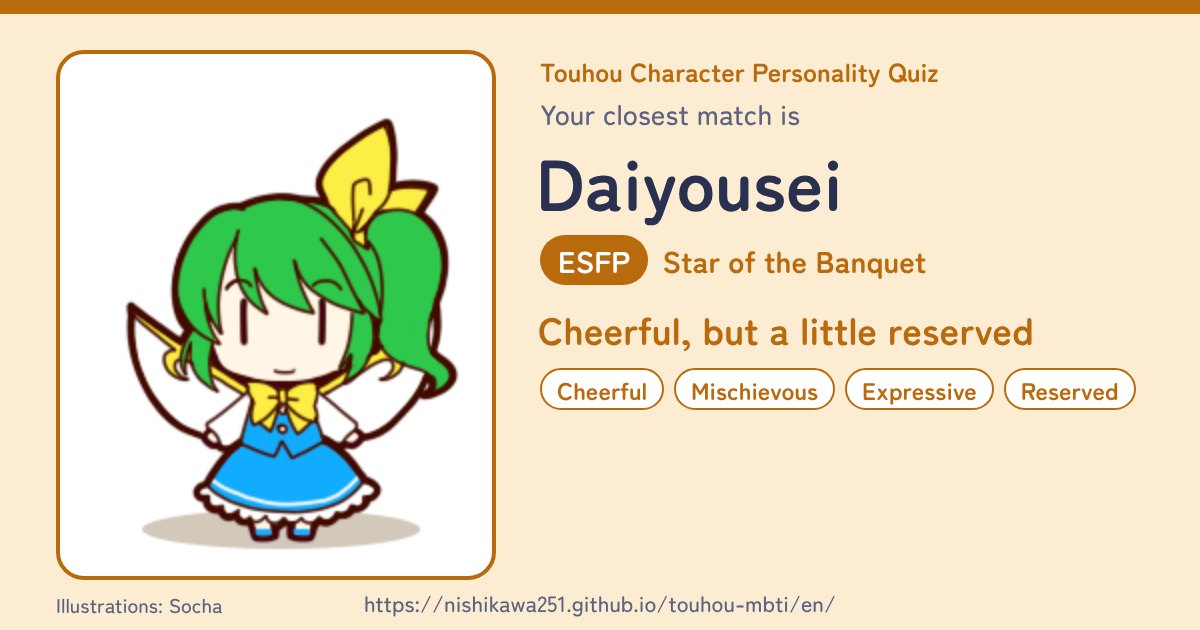 Touhou Character Personality Quiz
Your closest match is
Daiyousei
ESFP Star of the Banquet
Cheerful, but a little reserved
Cheerful Mischievous Expressive Reserved
Illustrations: Socha https://nishikawa251.github.io/touhou-mbti/en/